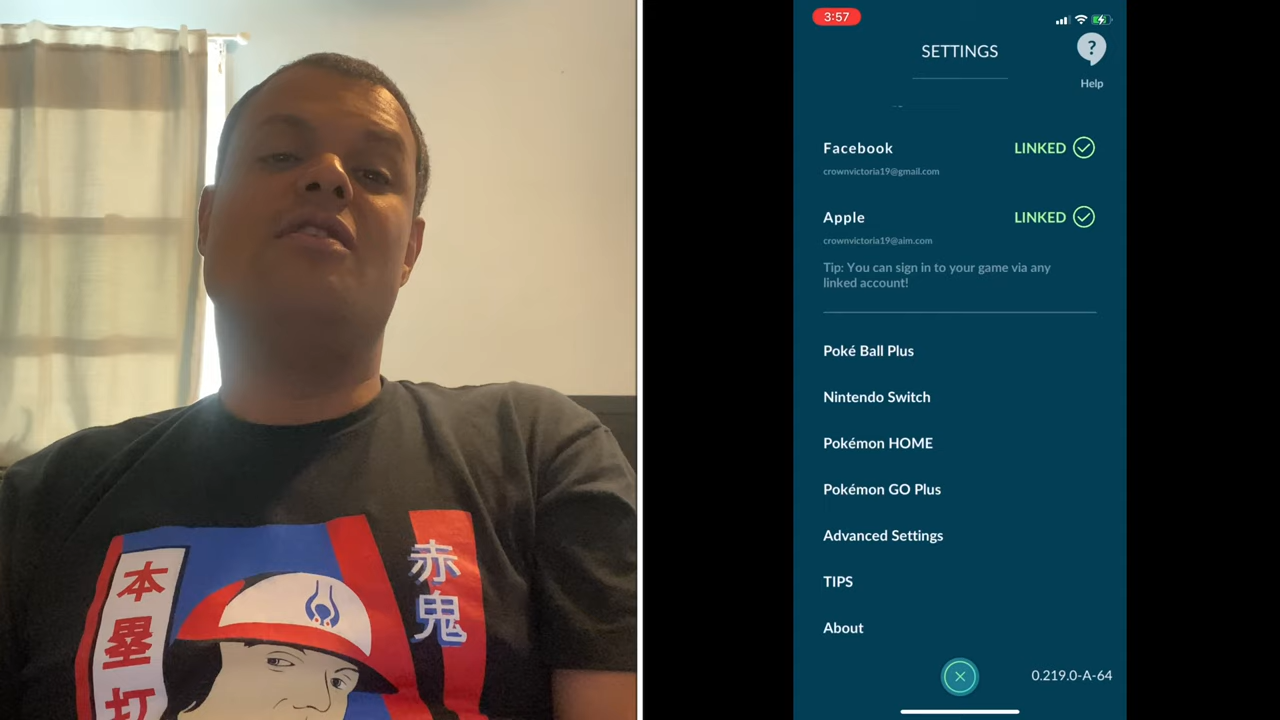 本
塁
打
赤
鬼
3:57
SETTINGS
?
Help
Facebook
LINKED
crownvictoria19@gmail.com
Apple
LINKED
crownvictoria19@aim.com
Tip: You can sign in to your game via any
linked account!
Poké Ball Plus
Nintendo Switch
Pokémon HOME
Pokémon GO Plus
Advanced Settings
TIPS
About
0.219.0-A-64